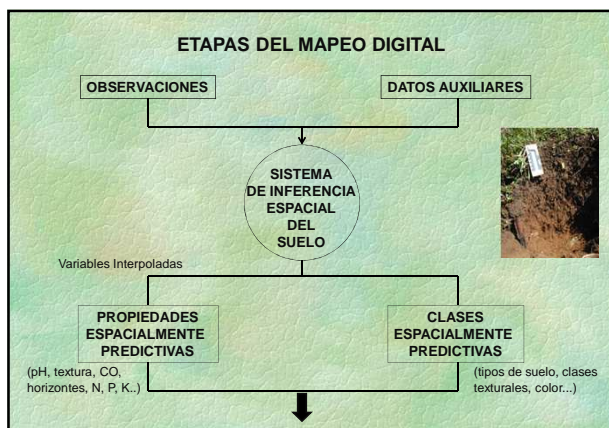 ETAPAS DEL MAPEO DIGITAL
OBSERVACIONES
DATOS AUXILIARES
SISTEMA
DE INFERENCIA
ESPACIAL
DEL
SUELO
Variables Interpoladas
PROPIEDADES
ESPACIALMENTE
PREDICTIVAS
(pH, textura, CO,
horizontes, N, P, K..)
CLASES
ESPACIALMENTE
PREDICTIVAS
(tipos de suelo, clases
texturales, color...)